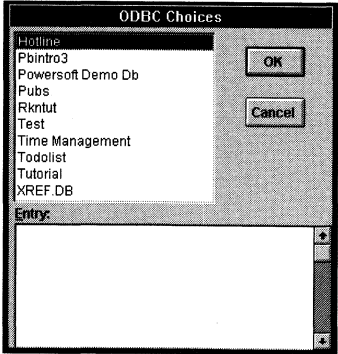 ODBC Choices
Hotline
Pbintro3
Powersoft Demo Db
Pubs
Rkntut
Test
Time Management
Todolist
Tutorial
XREF.DB
OK
Cancel
Entry: